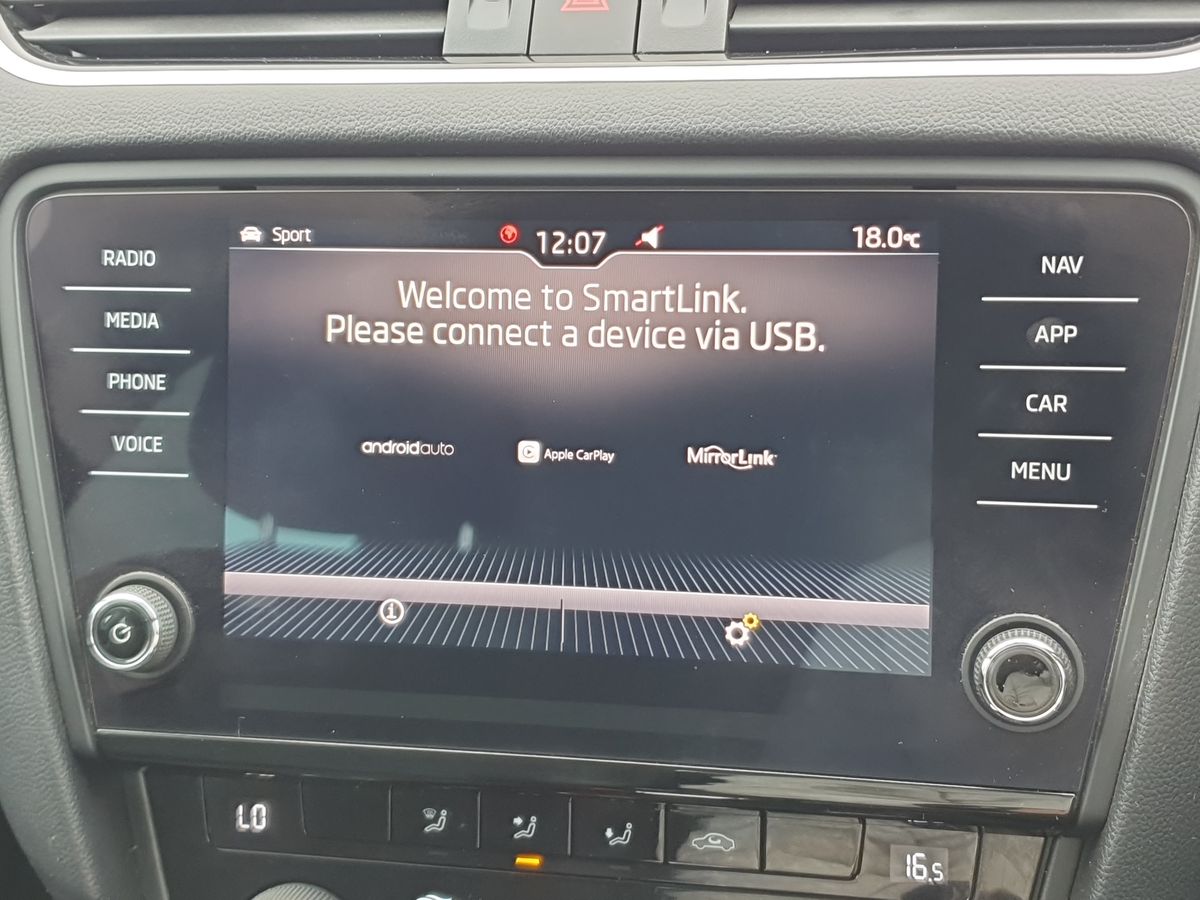 Sport 12:07 18.0°C
RADIO
MEDIA
PHONE
VOICE
Welcome to SmartLink.
Please connect a device via USB.
androidauto Apple CarPlay MirrorLink
NAV
APP
CAR
MENU
LO
16.5